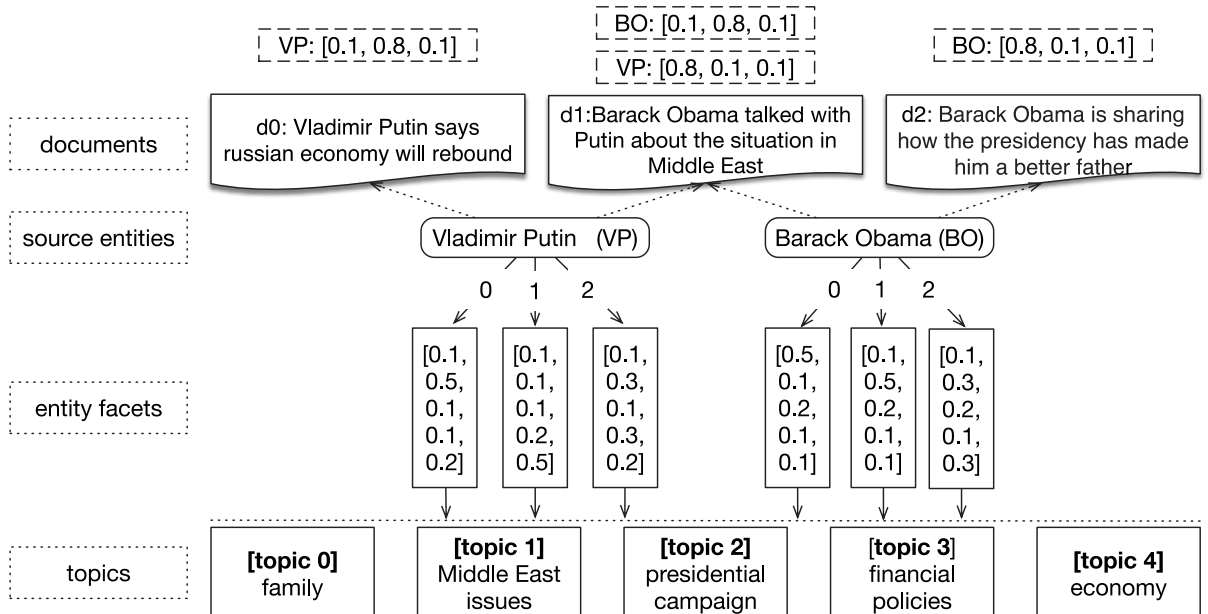 VP: [0.1, 0.8, 0.1]
BO: [0.1, 0.8, 0.1]
VP: [0.8, 0.1, 0.1]
BO: [0.8, 0.1, 0.1]
documents
d0: Vladimir Putin says
russian economy will rebound
d1:Barack Obama talked with
Putin about the situation in
Middle East
d2: Barack Obama is sharing
how the presidency has made
him a better father
source entities
Vladimir Putin (VP)
Barack Obama (BO)
0 1 2
0 1 2
entity facets
[0.1,
0.5,
0.1,
0.1,
0.2]
[0.1,
0.1,
0.1,
0.2,
0.5]
[0.1,
0.3,
0.1,
0.3,
0.2]
[0.5,
0.1,
0.2,
0.1,
0.1]
[0.1,
0.5,
0.2,
0.1,
0.1]
[0.1,
0.3,
0.2,
0.1,
0.3]
topics
[topic 0]
family
[topic 1]
Middle East
issues
[topic 2]
presidential
campaign
[topic 3]
financial
policies
[topic 4]
economy